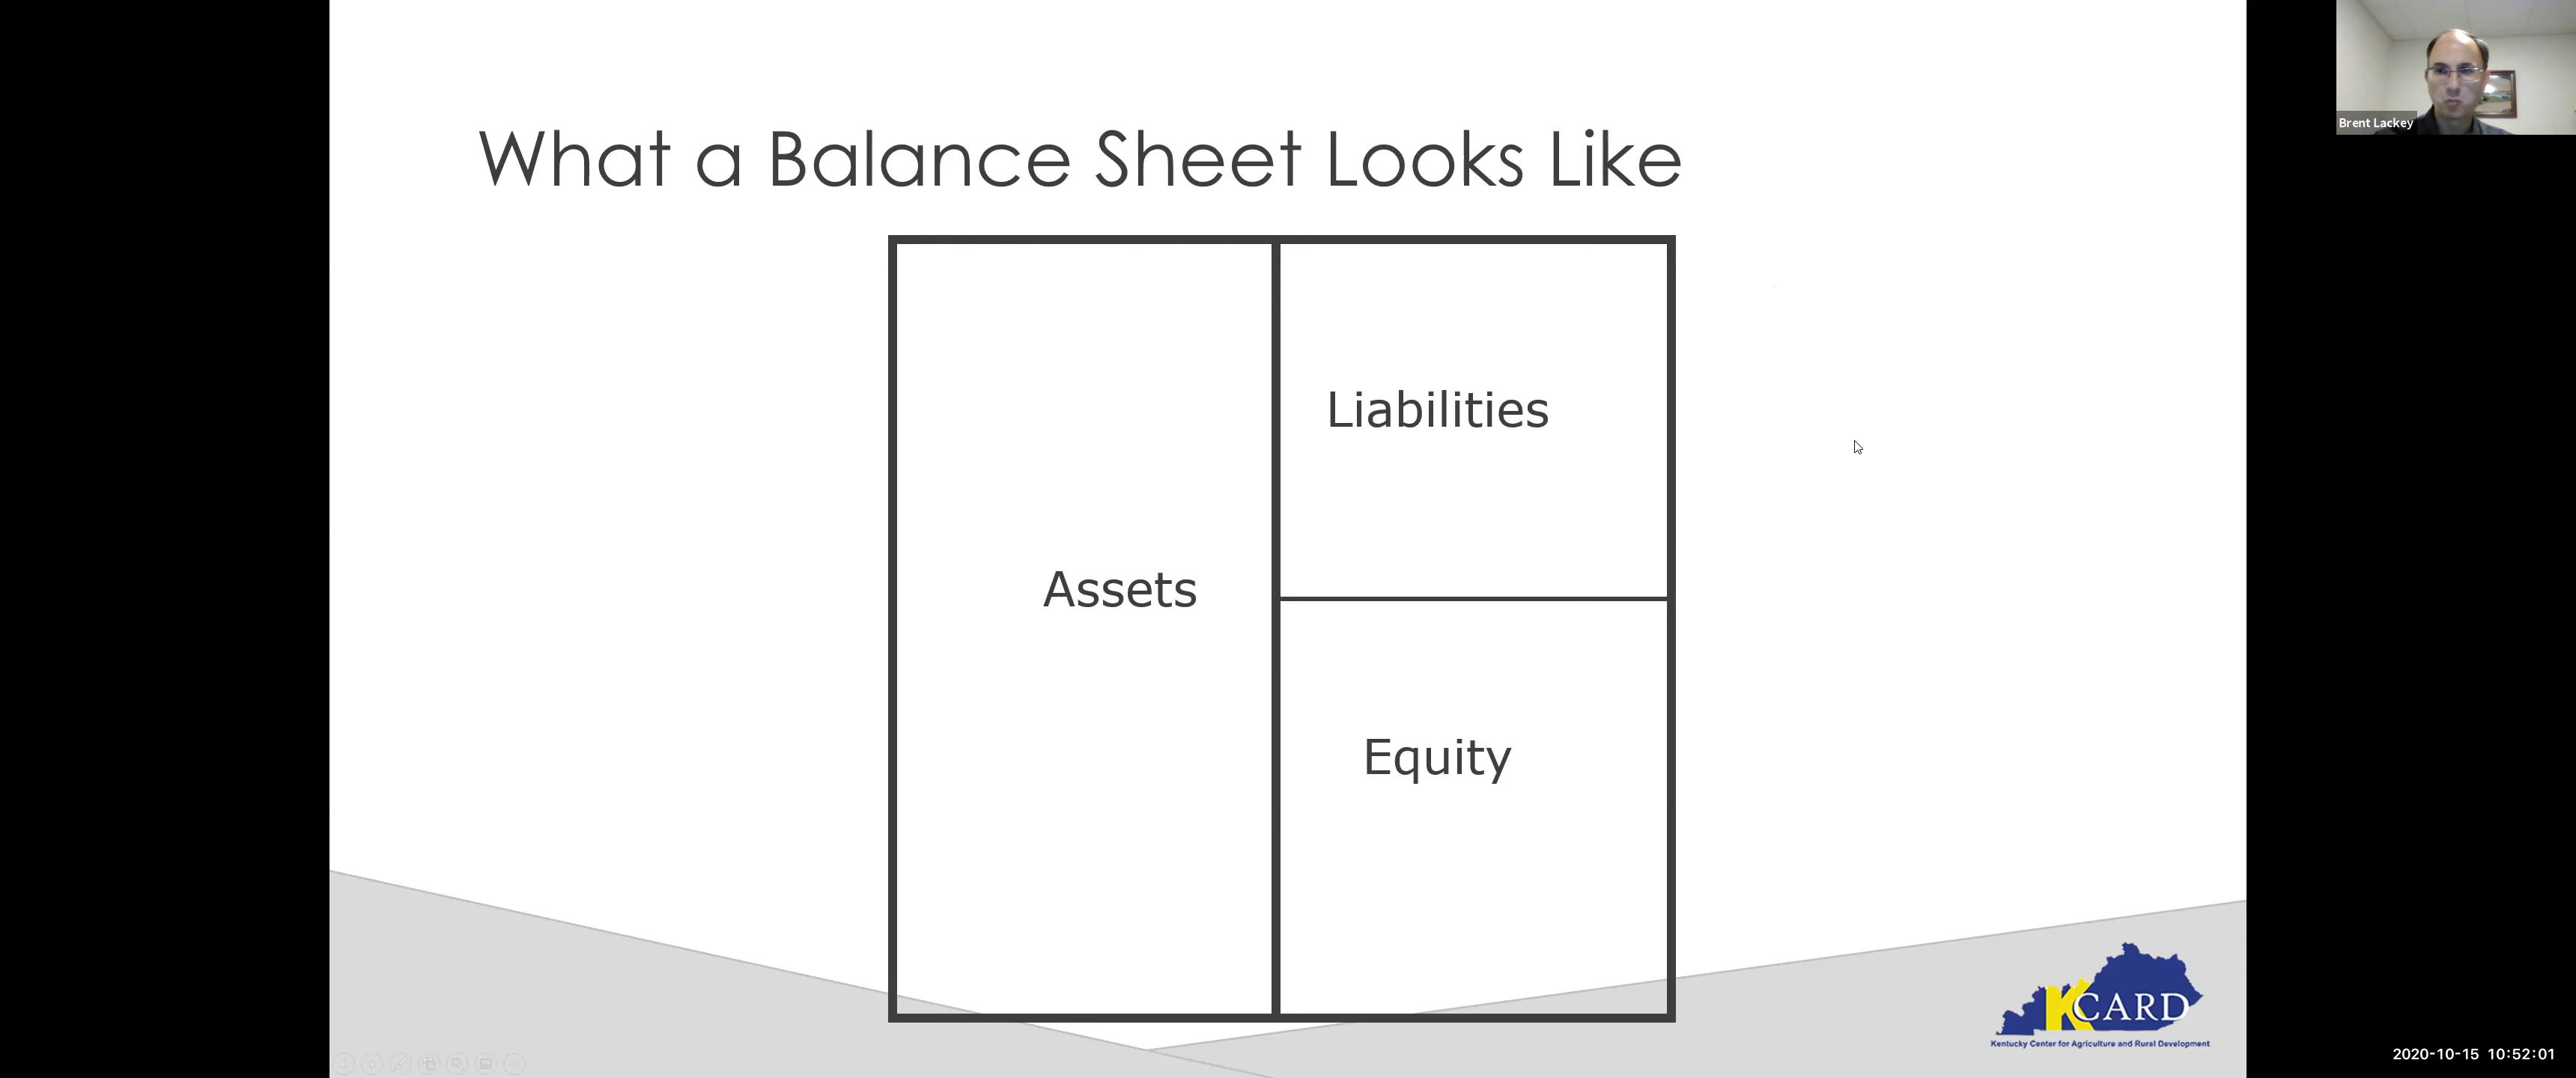 What a Balance Sheet Looks Like
Brent Lackey
Liabilities
Assets
Equity
KCARD
Kentucky Center for Agriculture and Rural Development
2020-10-15 10:52:01